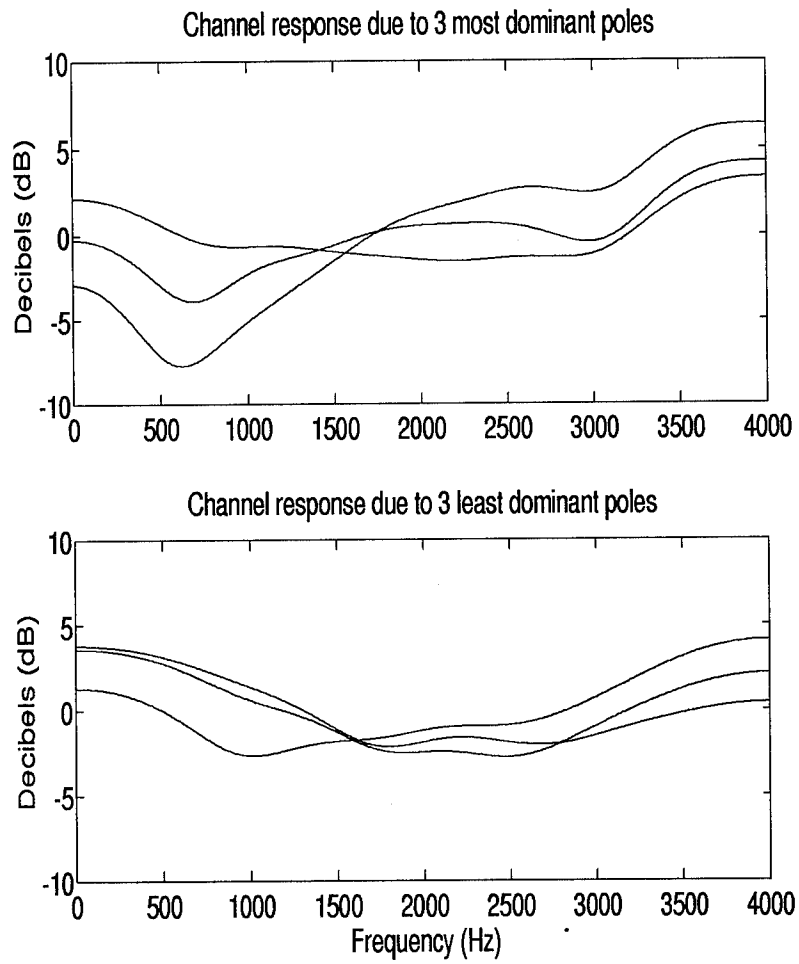 Channel response due to 3 most dominant poles
10
5
0
-5
-10
Decibels (dB)
0 500 1000 1500 2000 2500 3000 3500 4000
Channel response due to 3 least dominant poles
10
5
0
-5
-10
Decibels (dB)
0 500 1000 1500 2000 2500 3000 3500 4000
Frequency (Hz)